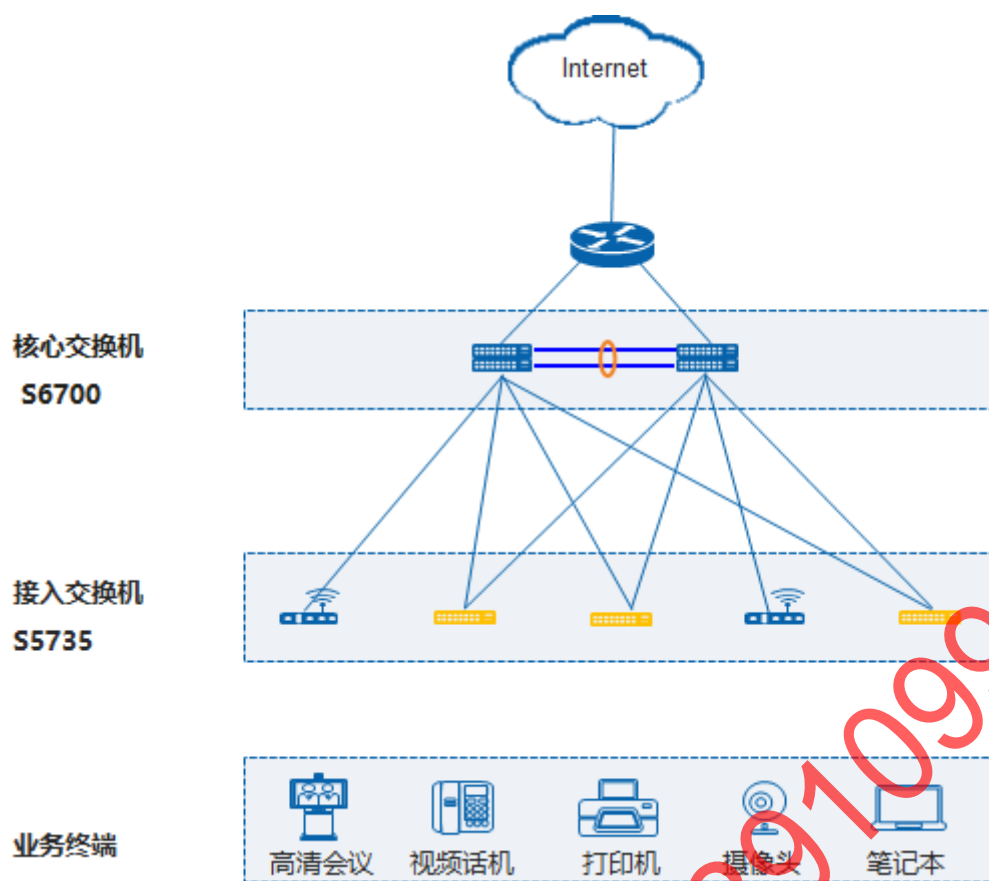 Internet
核心交换机
S6700
接入交换机
S5735
业务终端
高清会议
视频话机
打印机
摄像头
笔记本